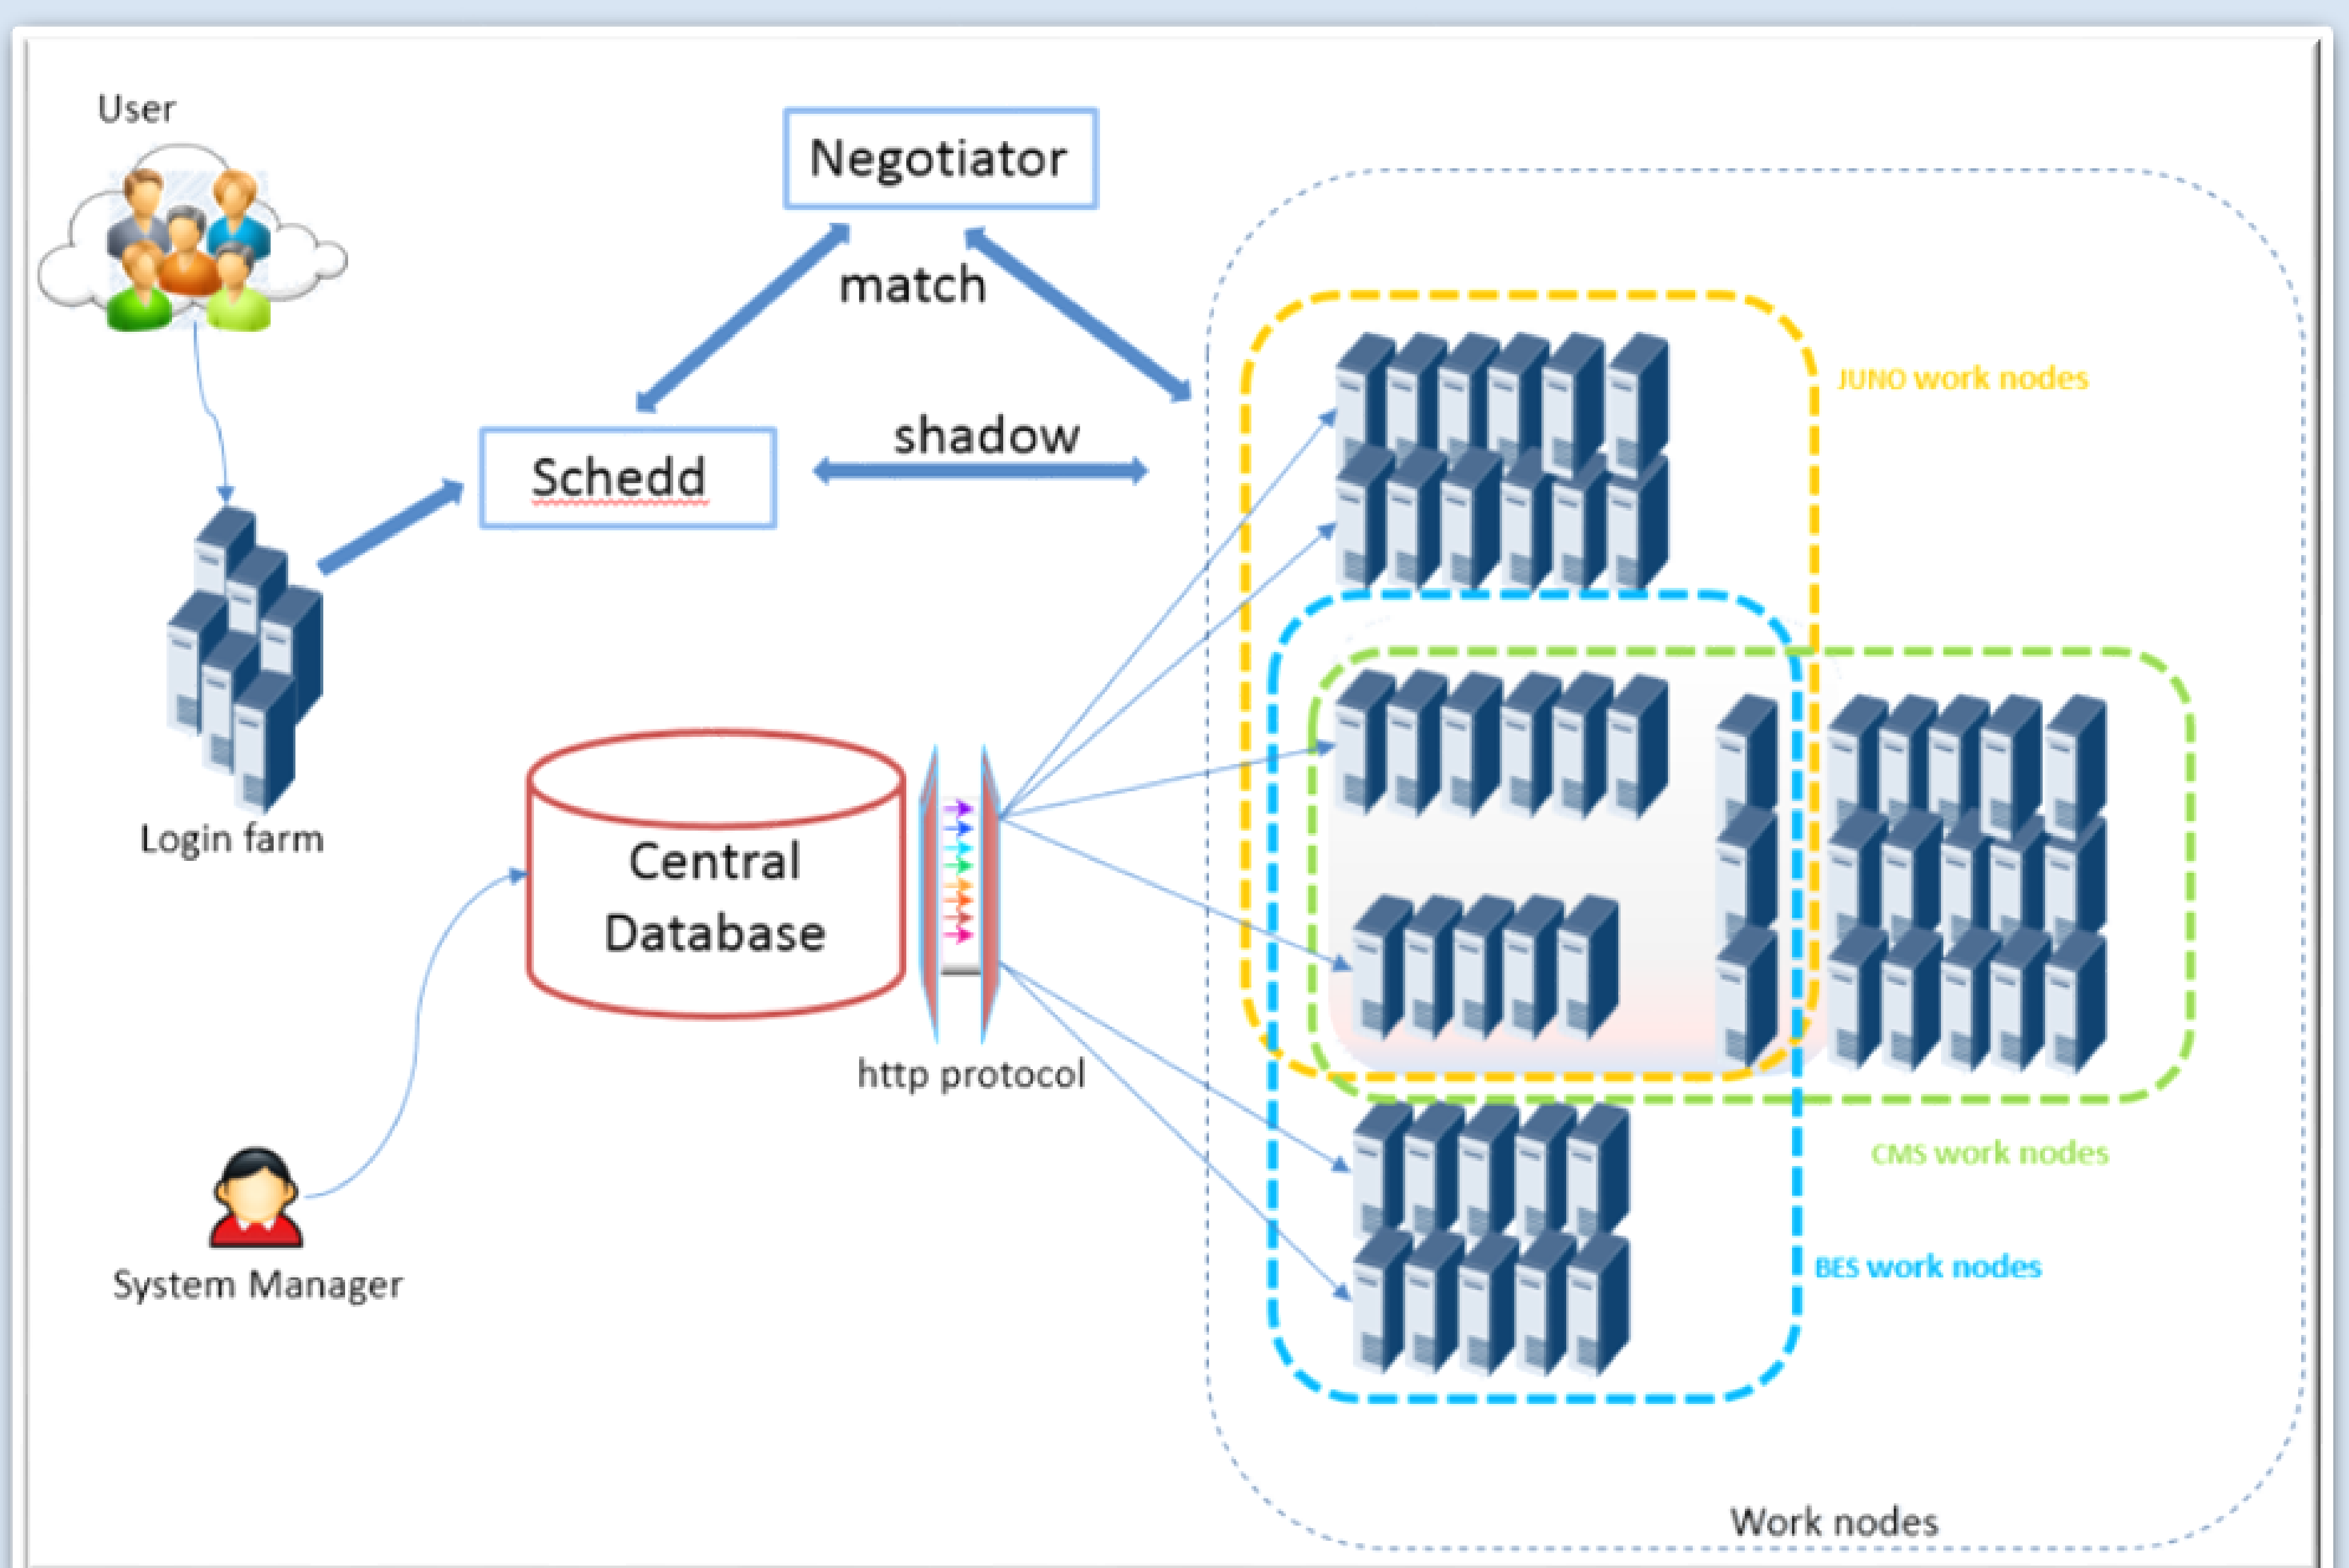 User
Negotiator
match
JUNO work nodes
shadow
Schedd
Login farm
Central
Database
http protocol
CMS work nodes
BES work nodes
System Manager
Work nodes